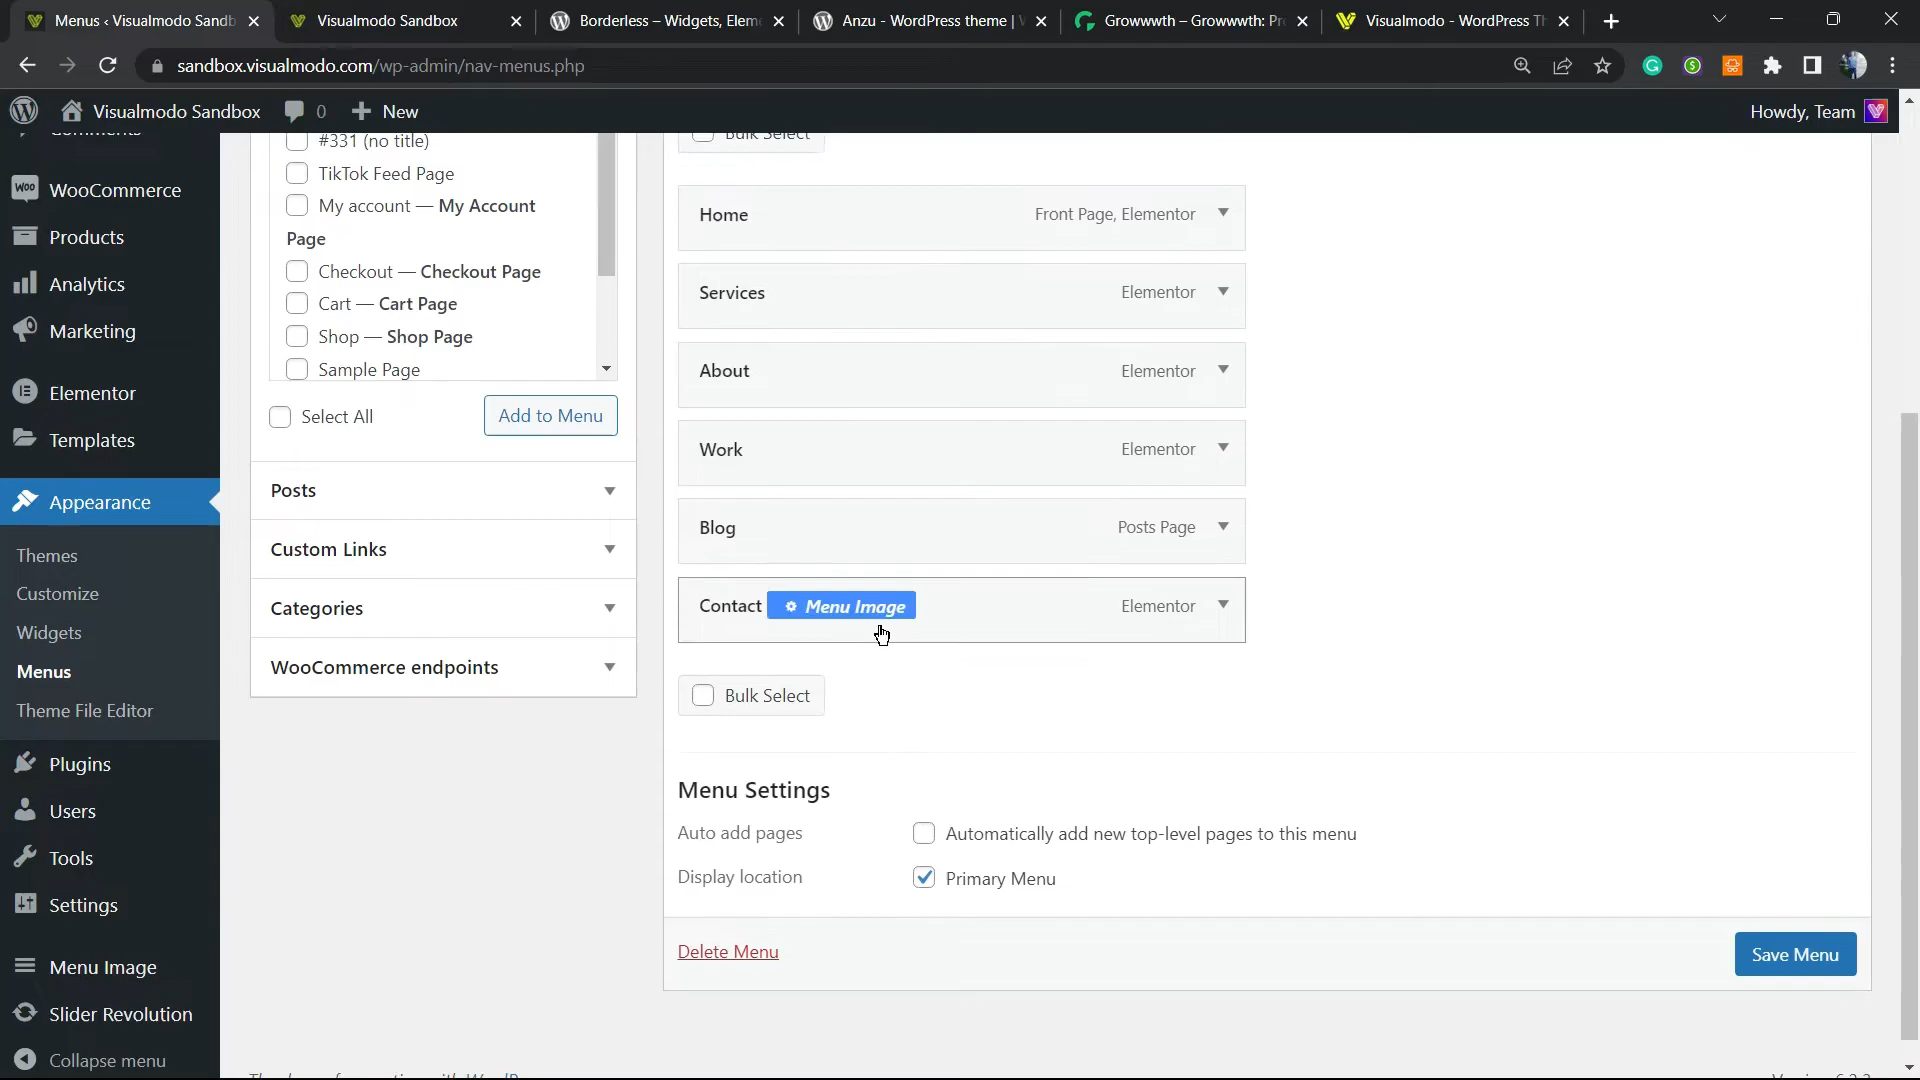 Menus ‹ Visualmodo Sandb
Visualmodo Sandbox
Borderless – Widgets, Elem
Anzu - WordPress theme |
Growwwth – Growwwth: Pr
Visualmodo - WordPress Th
sandbox.visualmodo.com/wp-admin/nav-menus.php
Visualmodo Sandbox
0
New
Howdy, Team
Comments
WooCommerce
Products
Analytics
Marketing
Elementor
Templates
Appearance
Themes
Customize
Widgets
Menus
Theme File Editor
Plugins
Users
Tools
Settings
Menu Image
Slider Revolution
Collapse menu
#331 (no title)
TikTok Feed Page
My account — My Account
Page
Checkout — Checkout Page
Cart — Cart Page
Shop — Shop Page
Sample Page
Select All
Add to Menu
Posts
Custom Links
Categories
WooCommerce endpoints
Bulk Select
Home
Front Page, Elementor
Services
Elementor
About
Elementor
Work
Elementor
Blog
Posts Page
Contact
Menu Image
Elementor
Bulk Select
Menu Settings
Auto add pages
Automatically add new top-level pages to this menu
Display location
Primary Menu
Delete Menu
Save Menu